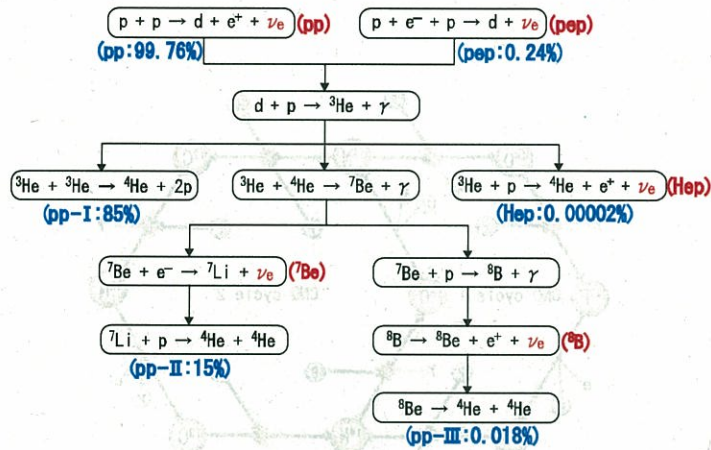 p + p → d + e⁺ + νₑ (pp) p + e⁻ + p → d + νₑ (pep)
(pp:99.76%) (pep:0.24%)
d + p → ³He + γ
³He + ³He → ⁴He + 2p ³He + ⁴He → ⁷Be + γ ³He + p → ⁴He + e⁺ + νₑ (Hep)
(pp-I:85%) (Hep:0.00002%)
⁷Be + e⁻ → ⁷Li + νₑ (⁷Be) ⁷Be + p → ⁸B + γ
⁷Li + p → ⁴He + ⁴He ⁸B → ⁸Be + e⁺ + νₑ (⁸B)
(pp-II:15%)
⁸Be → ⁴He + ⁴He
(pp-III:0.018%)